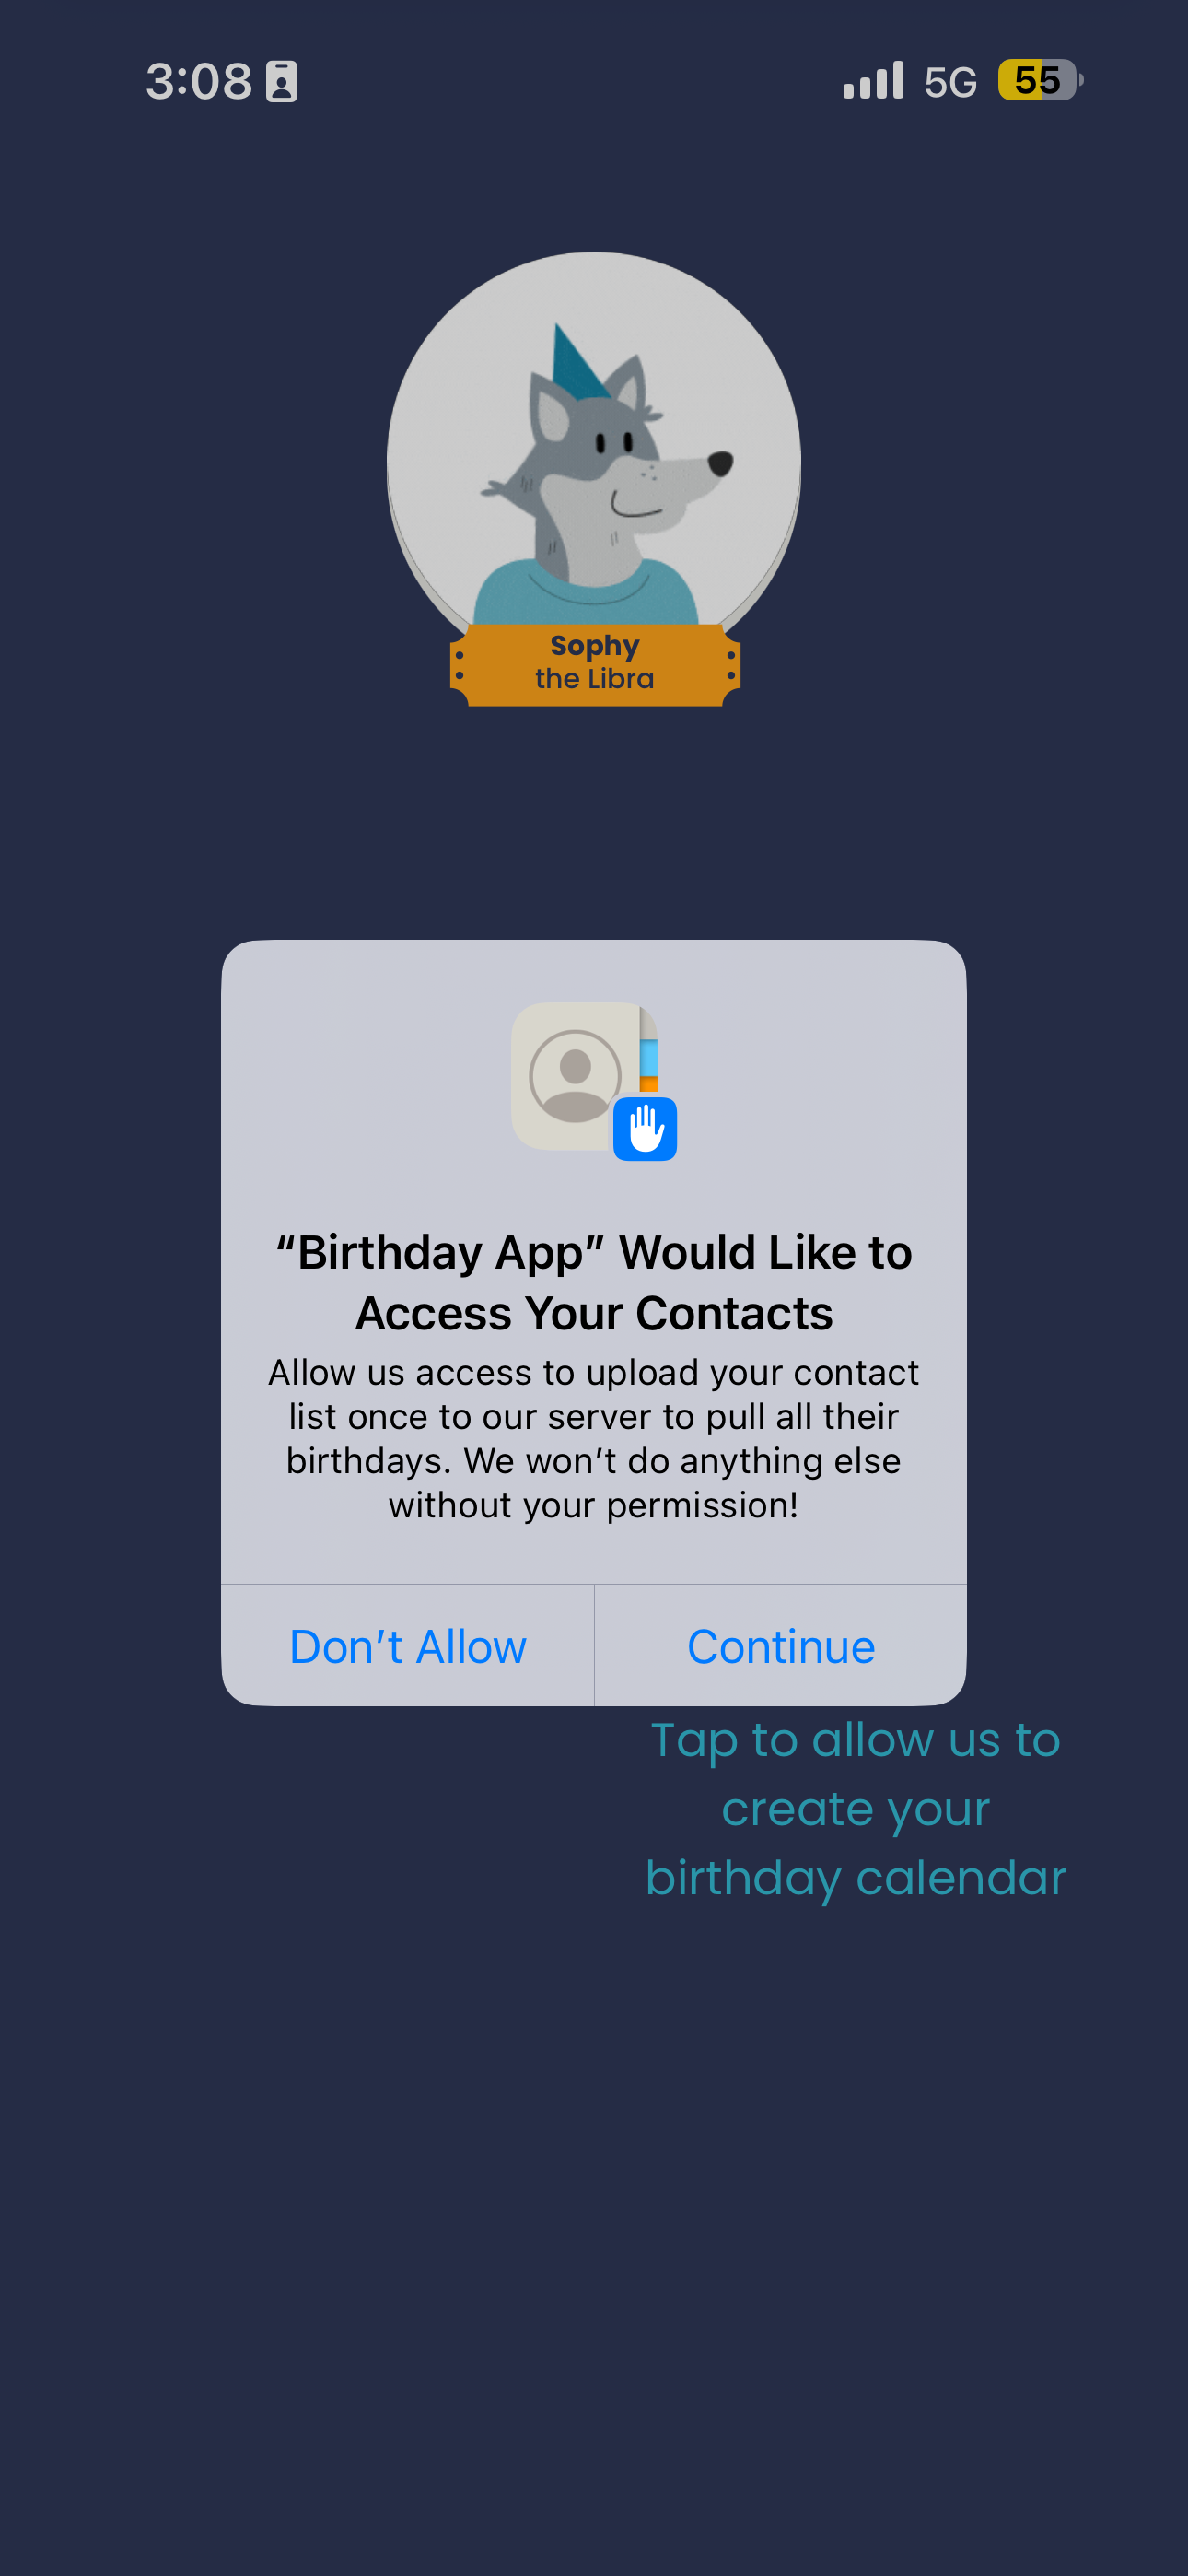 3:08
5G
55
Sophy
the Libra
“Birthday App” Would Like to
Access Your Contacts
Allow us access to upload your contact
list once to our server to pull all their
birthdays. We won’t do anything else
without your permission!
Don’t Allow
Continue
Tap to allow us to
create your
birthday calendar